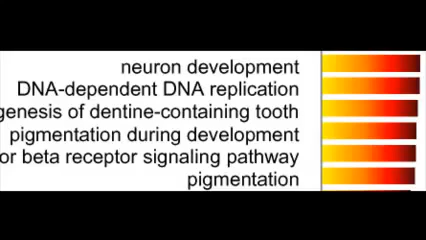 neuron development
DNA-dependent DNA replication
genesis of dentine-containing tooth
pigmentation during development
or beta receptor signaling pathway
pigmentation